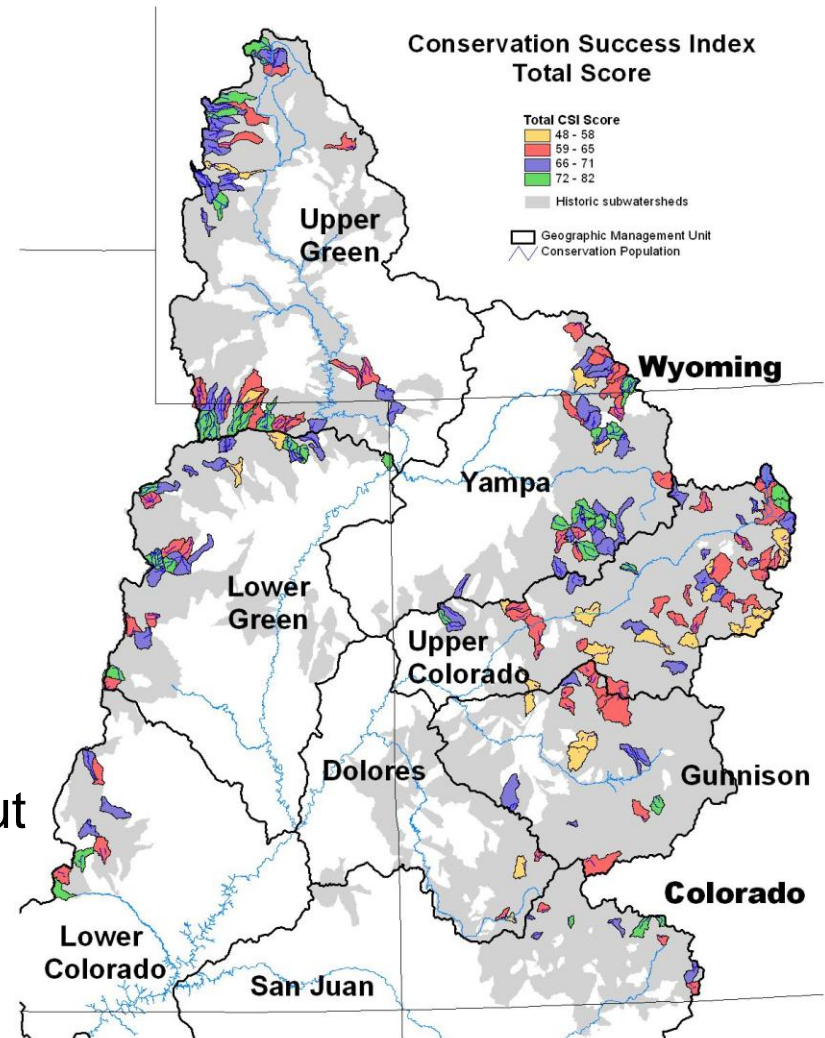 Conservation Success Index
Total Score
Total CSI Score
48 - 58
59 - 65
66 - 71
72 - 82
Historic subwatersheds
Geographic Management Unit
Conservation Population
Upper
Green
Wyoming
Yampa
Lower
Green
Upper
Colorado
Dolores
Gunnison
ut
Colorado
Lower
Colorado
San Juan